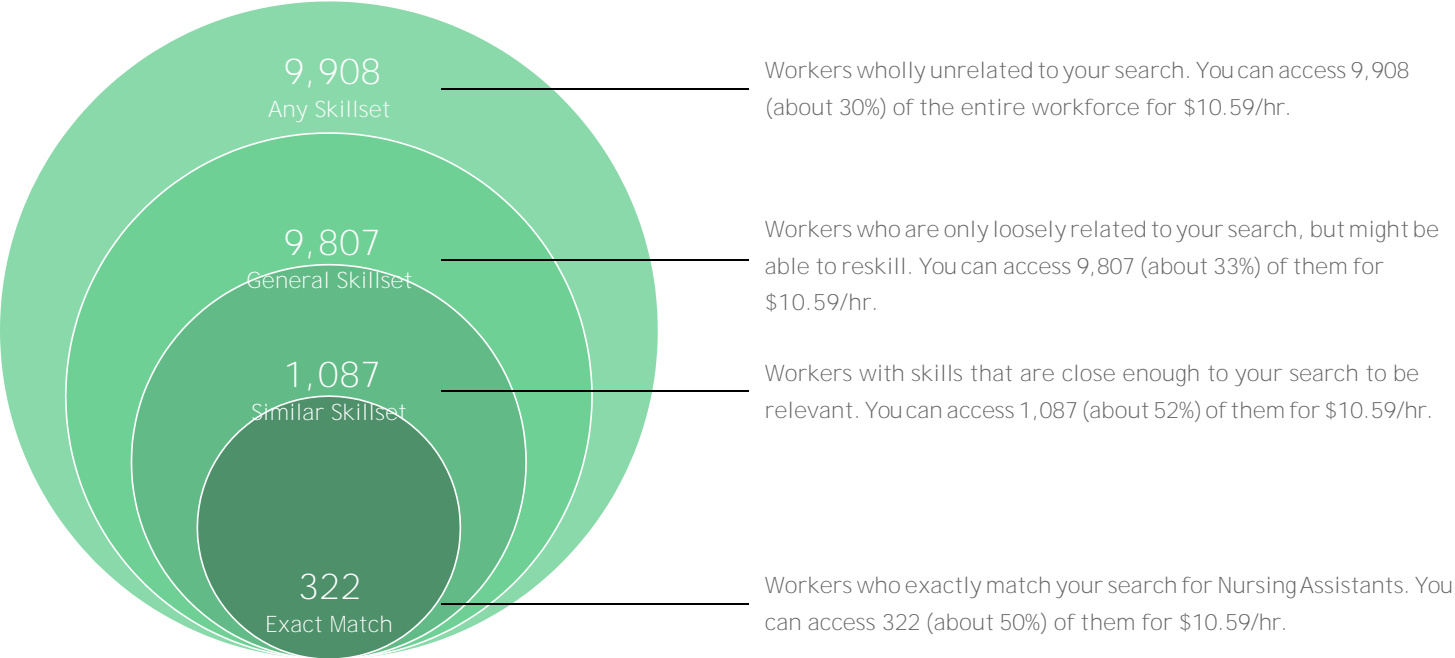 9,908
Any Skillset
Workers wholly unrelated to your search. You can access 9,908
(about 30%) of the entire workforce for $10.59/hr.
9,807
General Skillset
Workers who are only loosely related to your search, but might be
able to reskill. You can access 9,807 (about 33%) of them for
$10.59/hr.
1,087
Similar Skillset
Workers with skills that are close enough to your search to be
relevant. You can access 1,087 (about 52%) of them for $10.59/hr.
322
Exact Match
Workers who exactly match your search for Nursing Assistants. You
can access 322 (about 50%) of them for $10.59/hr.